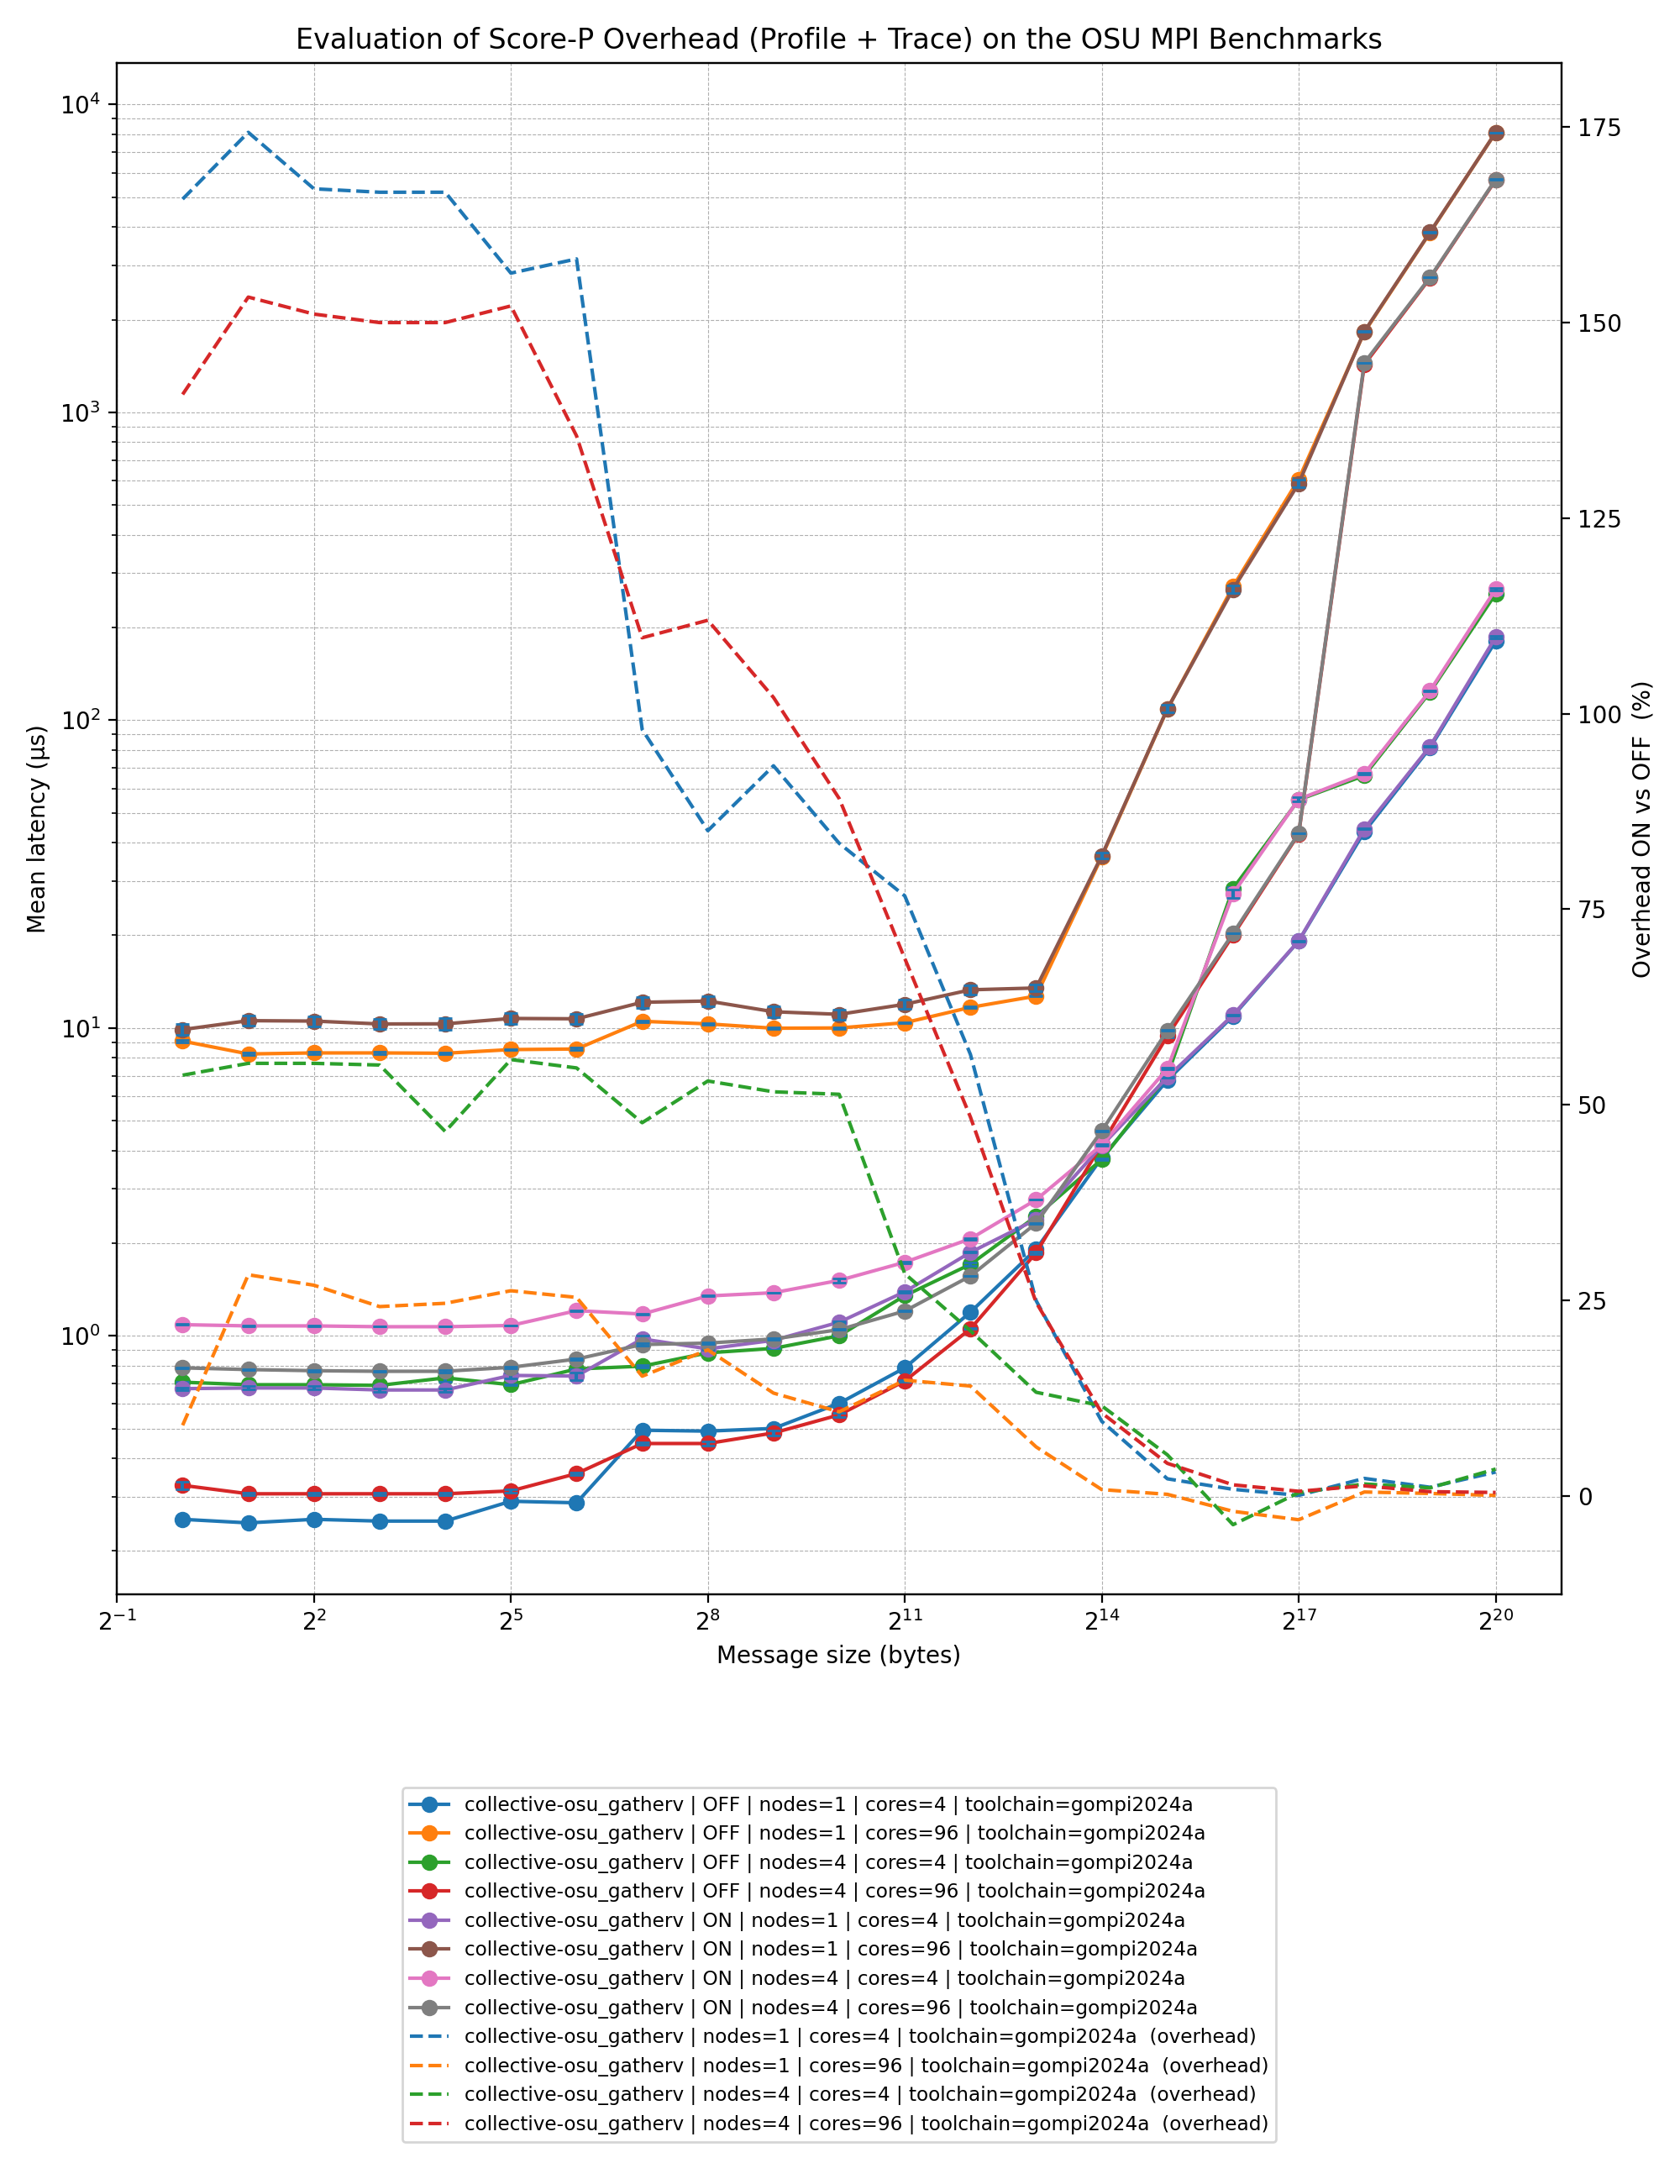 Evaluation of Score-P Overhead (Profile + Trace) on the OSU MPI Benchmarks
Mean latency (µs)
10⁴
10³
10²
10¹
10⁰
175
150
125
100
75
50
25
0
Overhead ON vs OFF (%)
2⁻¹ 2² 2⁵ 2⁸ 2¹¹ 2¹⁴ 2¹⁷ 2²⁰
Message size (bytes)
collective-osu_gatherv | OFF | nodes=1 | cores=4 | toolchain=gompi2024a
collective-osu_gatherv | OFF | nodes=1 | cores=96 | toolchain=gompi2024a
collective-osu_gatherv | OFF | nodes=4 | cores=4 | toolchain=gompi2024a
collective-osu_gatherv | OFF | nodes=4 | cores=96 | toolchain=gompi2024a
collective-osu_gatherv | ON | nodes=1 | cores=4 | toolchain=gompi2024a
collective-osu_gatherv | ON | nodes=1 | cores=96 | toolchain=gompi2024a
collective-osu_gatherv | ON | nodes=4 | cores=4 | toolchain=gompi2024a
collective-osu_gatherv | ON | nodes=4 | cores=96 | toolchain=gompi2024a
collective-osu_gatherv | nodes=1 | cores=4 | toolchain=gompi2024a (overhead)
collective-osu_gatherv | nodes=1 | cores=96 | toolchain=gompi2024a (overhead)
collective-osu_gatherv | nodes=4 | cores=4 | toolchain=gompi2024a (overhead)
collective-osu_gatherv | nodes=4 | cores=96 | toolchain=gompi2024a (overhead)